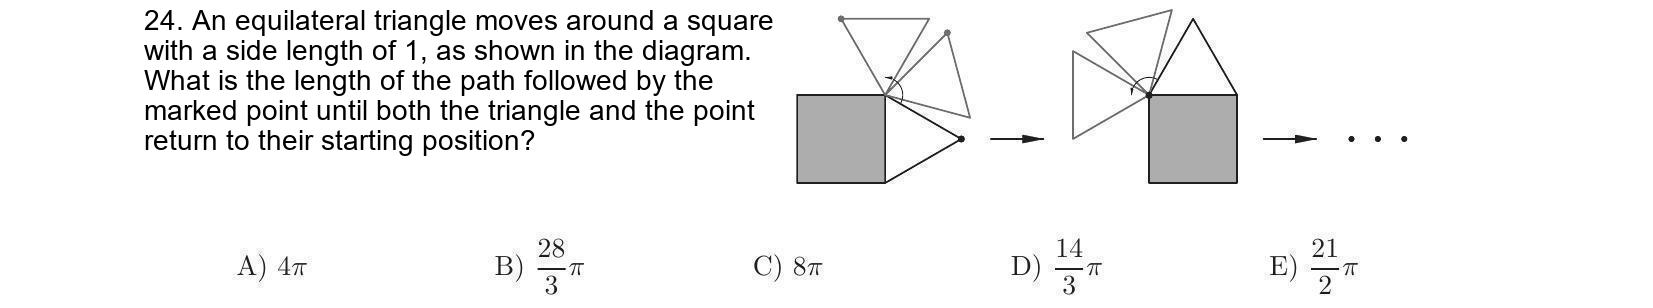 24. An equilateral triangle moves around a square
with a side length of 1, as shown in the diagram.
What is the length of the path followed by the
marked point until both the triangle and the point
return to their starting position?
A) 4π B) 28/3 π C) 8π D) 14/3 π E) 21/2 π